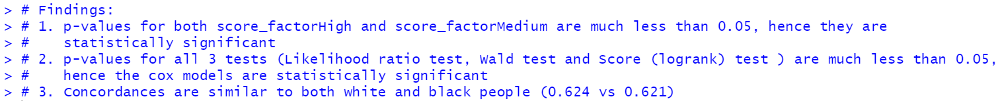 > # Findings:
> # 1. p-values for both score_factorHigh and score_factorMedium are much less than 0.05, hence they are
> #    statistically significant
> # 2. p-values for all 3 tests (Likelihood ratio test, Wald test and Score (logrank) test ) are much less than 0.05,
> #    hence the cox models are statistically significant
> # 3. Concordances are similar to both white and black people (0.624 vs 0.621)